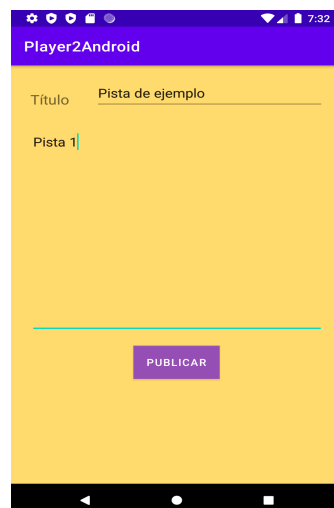 7:32
Player2Android
Título Pista de ejemplo
Pista 1
PUBLICAR